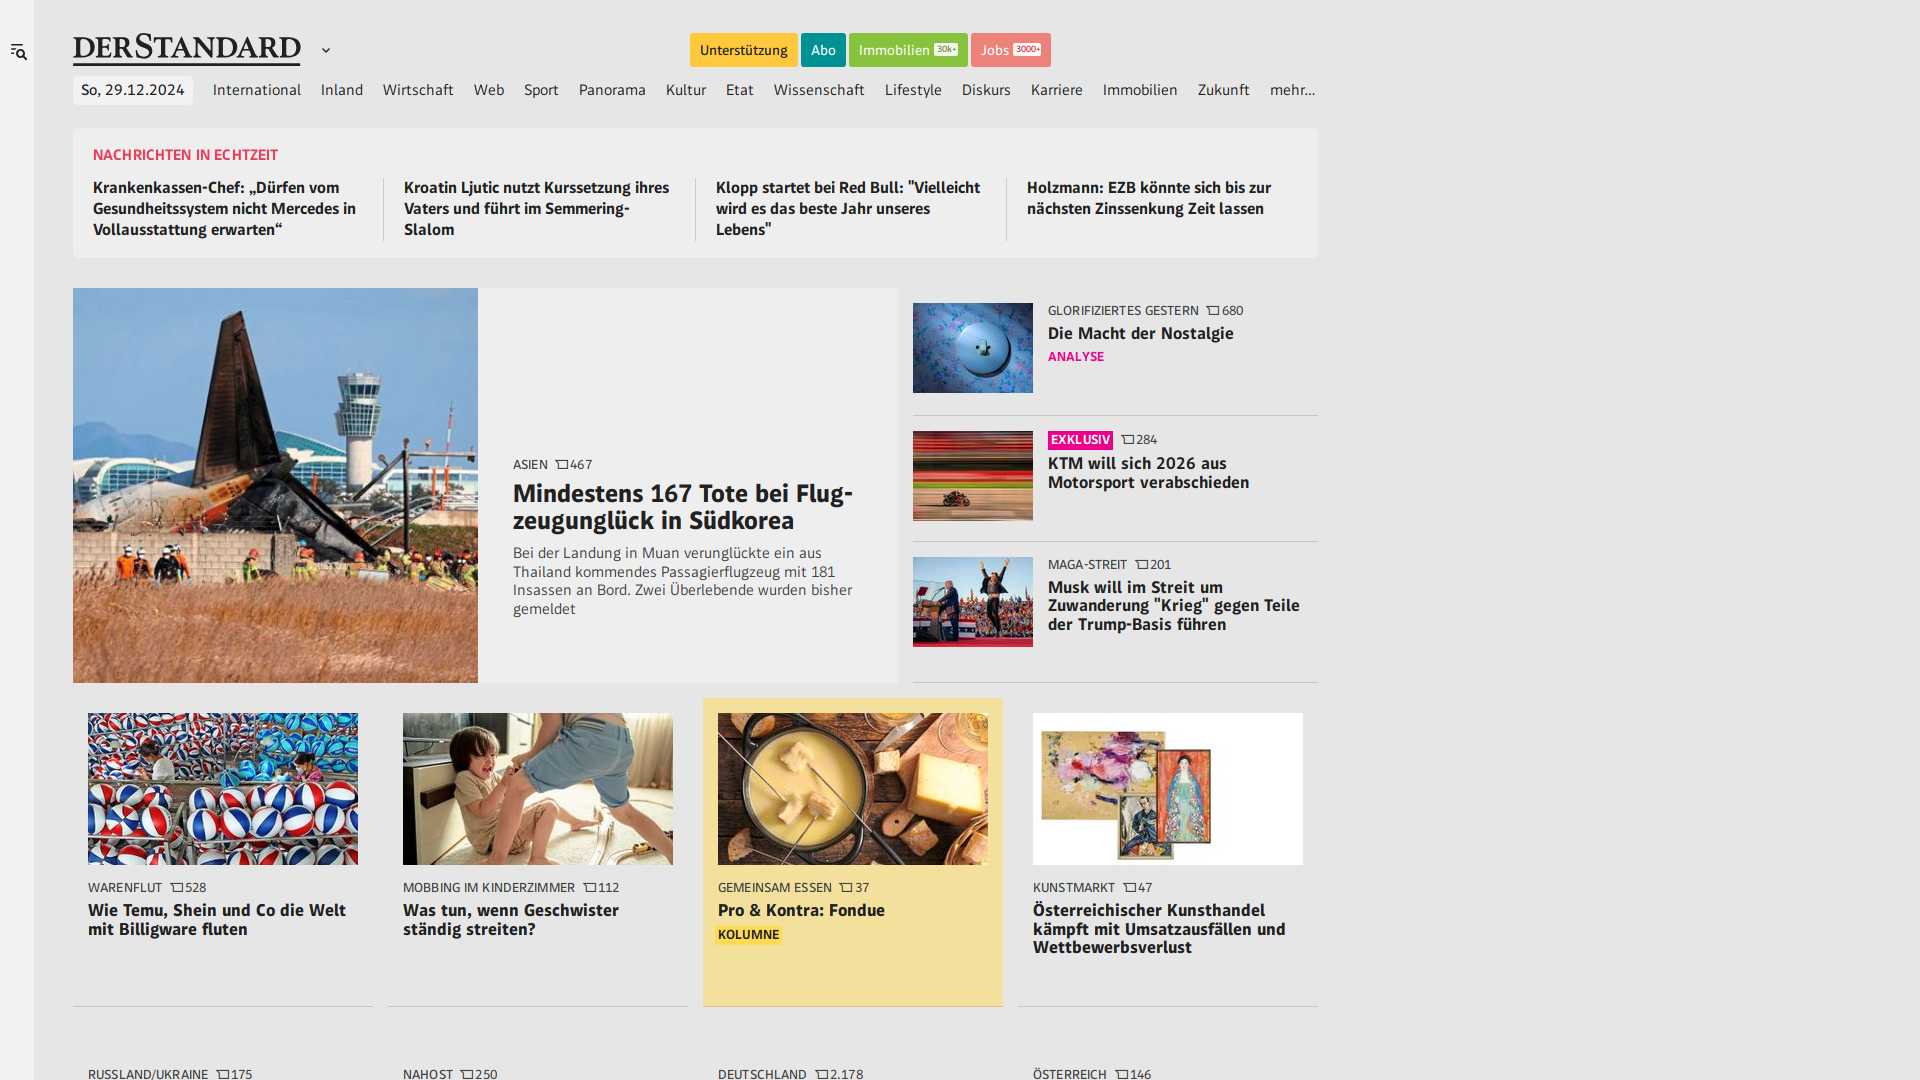 DERSTANDARD
Unterstützung
Abo
Immobilien 30k+
Jobs 3000+
So, 29.12.2024
International
Inland
Wirtschaft
Web
Sport
Panorama
Kultur
Etat
Wissenschaft
Lifestyle
Diskurs
Karriere
Immobilien
Zukunft
mehr…
NACHRICHTEN IN ECHTZEIT
Krankenkassen-Chef: „Dürfen vom
Gesundheitssystem nicht Mercedes in
Vollausstattung erwarten“
Kroatin Ljutic nutzt Kurssetzung ihres
Vaters und führt im Semmering-
Slalom
Klopp startet bei Red Bull: "Vielleicht
wird es das beste Jahr unseres
Lebens"
Holzmann: EZB könnte sich bis zur
nächsten Zinssenkung Zeit lassen
ASIEN 467
Mindestens 167 Tote bei Flug-
zeugunglück in Südkorea
Bei der Landung in Muan verunglückte ein aus
Thailand kommendes Passagierflugzeug mit 181
Insassen an Bord. Zwei Überlebende wurden bisher
gemeldet
GLORIFIZIERTES GESTERN 680
Die Macht der Nostalgie
ANALYSE
EXKLUSIV 284
KTM will sich 2026 aus
Motorsport verabschieden
MAGA-STREIT 201
Musk will im Streit um
Zuwanderung "Krieg" gegen Teile
der Trump-Basis führen
WARENFLUT 528
Wie Temu, Shein und Co die Welt
mit Billigware fluten
MOBBING IM KINDERZIMMER 112
Was tun, wenn Geschwister
ständig streiten?
GEMEINSAM ESSEN 37
Pro & Kontra: Fondue
KOLUMNE
KUNSTMARKT 47
Österreichischer Kunsthandel
kämpft mit Umsatzausfällen und
Wettbewerbsverlust
RUSSLAND/UKRAINE 175
NAHOST 250
DEUTSCHLAND 2.178
ÖSTERREICH 146